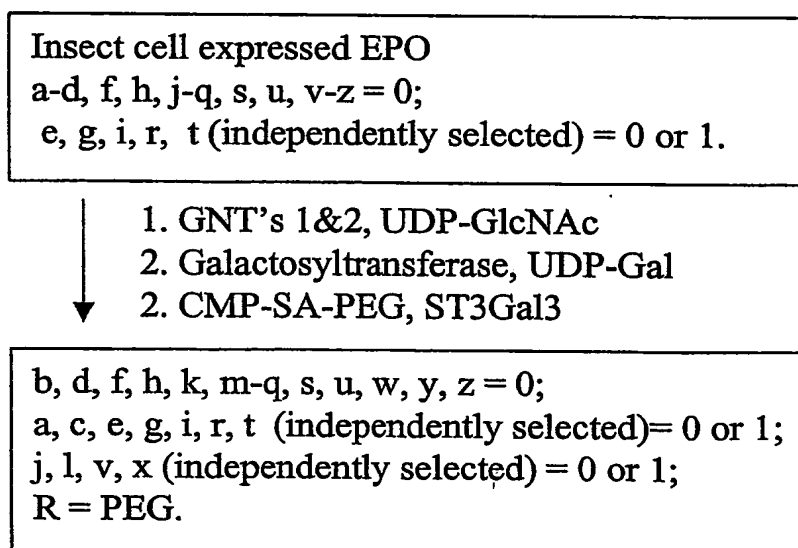 Insect cell expressed EPO
a-d, f, h, j-q, s, u, v-z = 0;
e, g, i, r, t (independently selected) = 0 or 1.
1. GNT's 1&2, UDP-GlcNAc
2. Galactosyltransferase, UDP-Gal
2. CMP-SA-PEG, ST3Gal3
b, d, f, h, k, m-q, s, u, w, y, z = 0;
a, c, e, g, i, r, t (independently selected)= 0 or 1;
j, l, v, x (independently selected) = 0 or 1;
R = PEG.